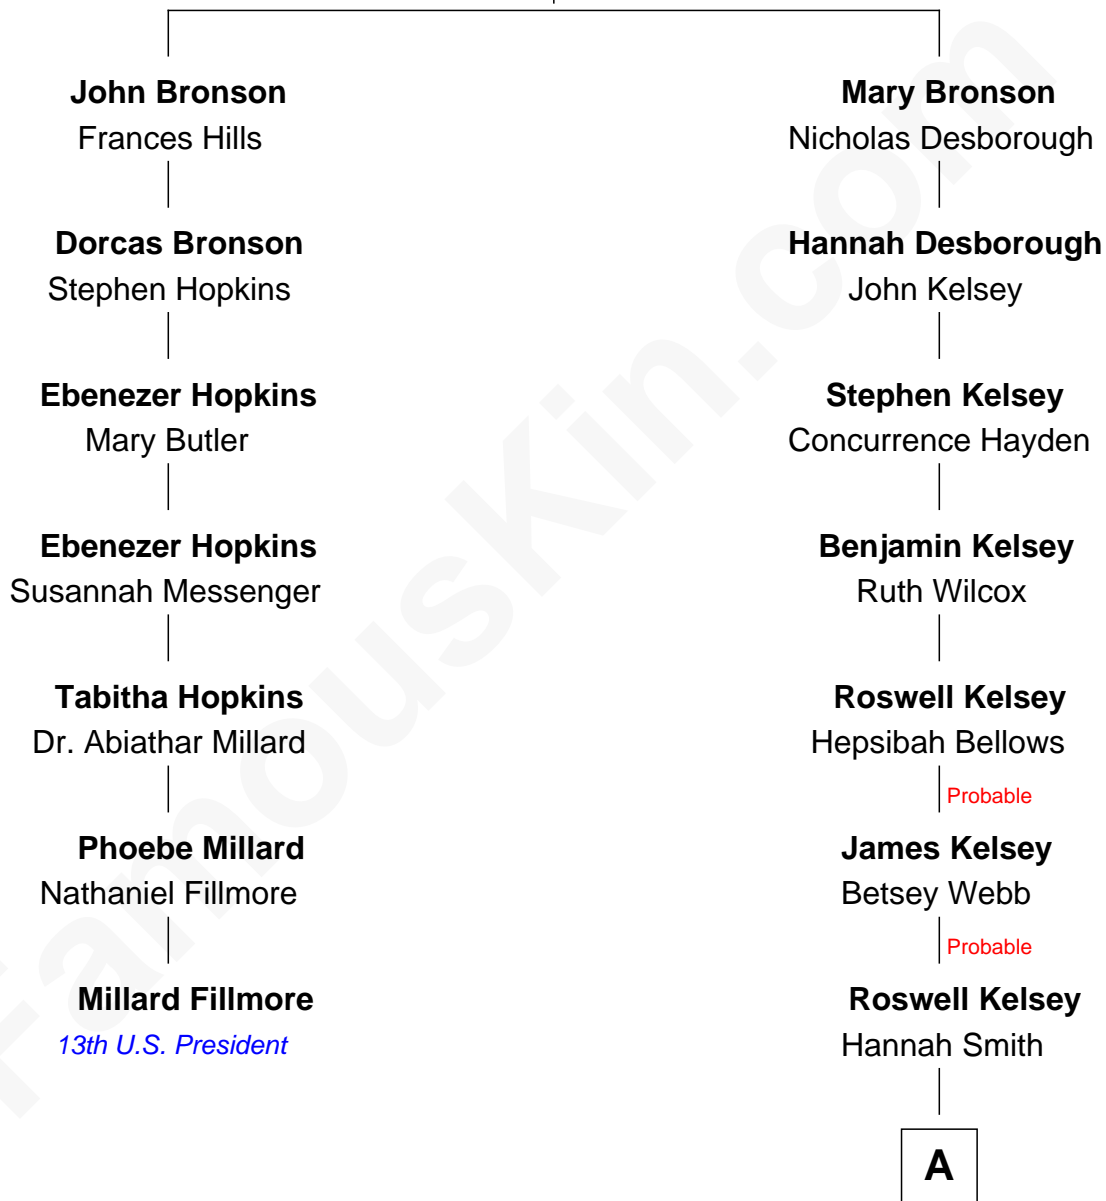 John Bronson
Frances Hills
Dorcas Bronson
Stephen Hopkins
Ebenezer Hopkins
Mary Butler
Ebenezer Hopkins
Susannah Messenger
Tabitha Hopkins
Dr. Abiathar Millard
Phoebe Millard
Nathaniel Fillmore
Millard Fillmore
13th U.S. President
Mary Bronson
Nicholas Desborough
Hannah Desborough
John Kelsey
Stephen Kelsey
Concurrence Hayden
Benjamin Kelsey
Ruth Wilcox
Roswell Kelsey
Hepsibah Bellows
Probable
James Kelsey
Betsey Webb
Probable
Roswell Kelsey
Hannah Smith
A
FamousKin.com